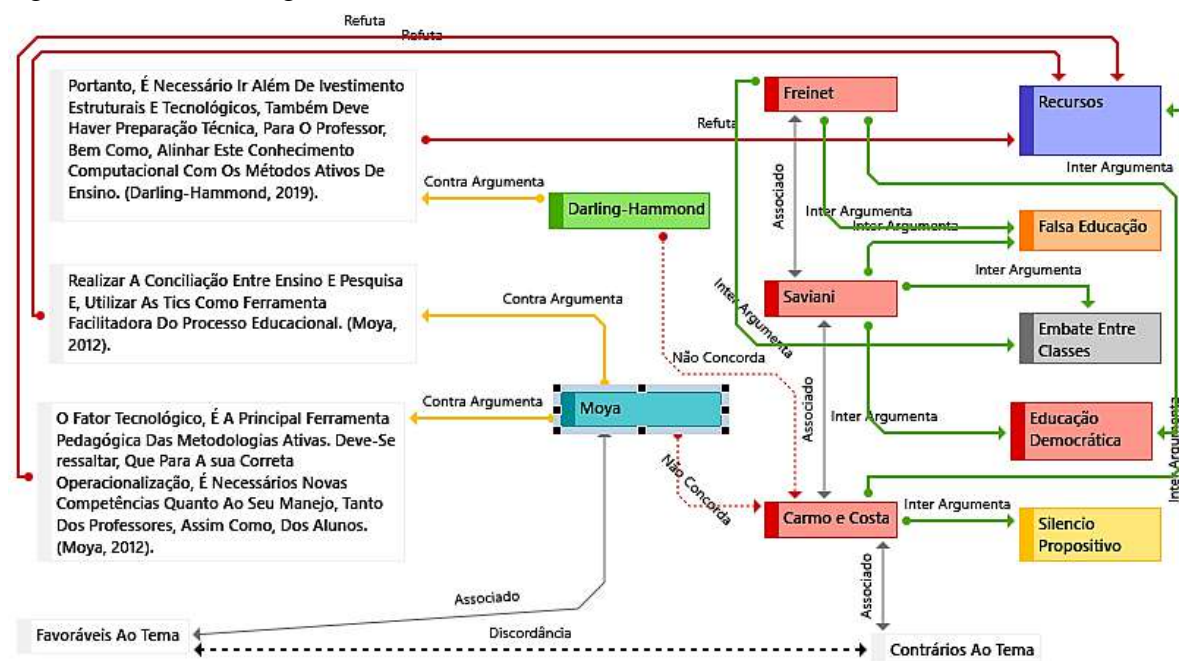 Refuta
Refuta
Portanto, É Necessário Ir Além De Ivestimento
Estruturais E Tecnológicos, Também Deve
Haver Preparação Técnica, Para O Professor,
Bem Como, Alinhar Este Conhecimento
Computacional Com Os Métodos Ativos De
Ensino. (Darling-Hammond, 2019).
Freinet
Recursos
Refuta
Inter Argumenta
Contra Argumenta
Associado
Darling-Hammond
Inter Argumenta
Inter Argumenta
Falsa Educação
Realizar A Conciliação Entre Ensino E Pesquisa
E, Utilizar As Tics Como Ferramenta
Facilitadora Do Processo Educacional. (Moya,
2012).
Contra Argumenta
Inter Argumenta
Saviani
Inter Argumenta
Embate Entre
Classes
Não Concorda
O Fator Tecnológico, É A Principal Ferramenta
Pedagógica Das Metodologias Ativas. Deve-Se
ressaltar, Que Para A sua Correta
Operacionalização, É Necessários Novas
Competências Quanto Ao Seu Manejo, Tanto
Dos Professores, Assim Como, Dos Alunos.
(Moya, 2012).
Contra Argumenta
Moya
Associado
Inter Argumenta
Educação
Democrática
Não Concorda
Inter Argumenta
Carmo e Costa
Inter Argumenta
Silencio
Propositivo
Associado
Associado
Favoráveis Ao Tema
Discordância
Contrários Ao Tema